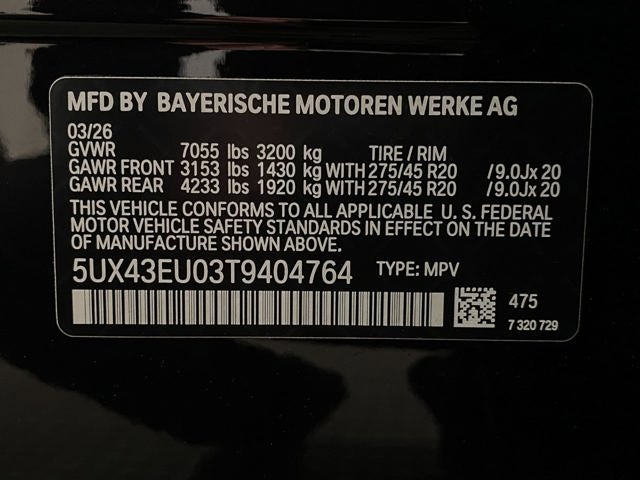 MFD BY BAYERISCHE MOTOREN WERKE AG
03/26
GVWR 7055 lbs 3200 kg TIRE / RIM
GAWR FRONT 3153 lbs 1430 kg WITH 275/45 R20 /9.0Jx 20
GAWR REAR 4233 lbs 1920 kg WITH 275/45 R20 /9.0Jx 20
THIS VEHICLE CONFORMS TO ALL APPLICABLE U. S. FEDERAL
MOTOR VEHICLE SAFETY STANDARDS IN EFFECT ON THE DATE
OF MANUFACTURE SHOWN ABOVE.
5UX43EU03T9404764 TYPE: MPV
475
7 320 729